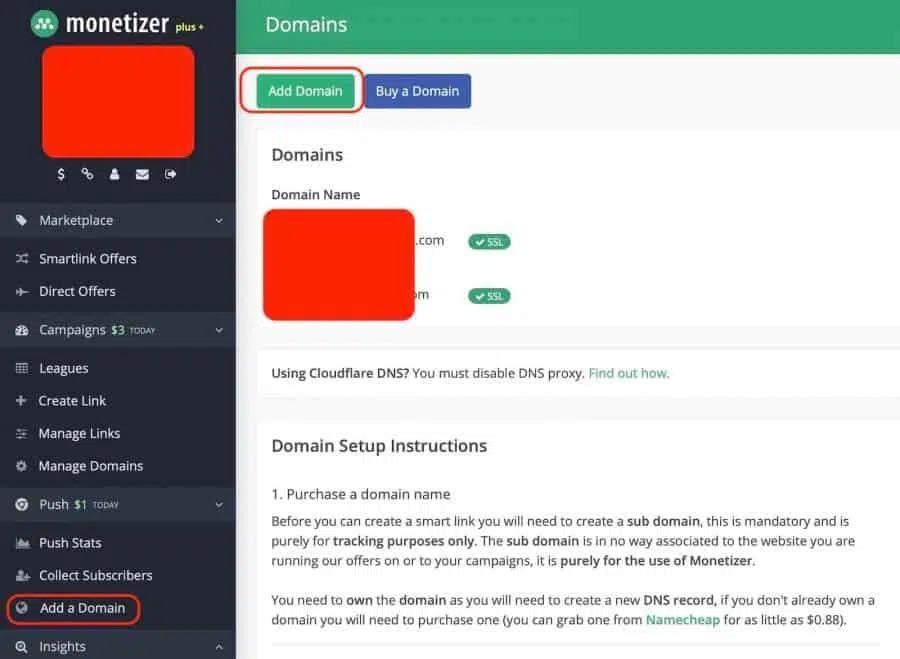 monetizer plus +
Marketplace
Smartlink Offers
Direct Offers
Campaigns $3 TODAY
Leagues
Create Link
Manage Links
Manage Domains
Push $1 TODAY
Push Stats
Collect Subscribers
Add a Domain
Insights
Domains
Add Domain
Buy a Domain
Domains
Domain Name
.com
SSL
om
SSL
Using Cloudflare DNS? You must disable DNS proxy. Find out how.
Domain Setup Instructions
1. Purchase a domain name
Before you can create a smart link you will need to create a sub domain, this is mandatory and is
purely for tracking purposes only. The sub domain is in no way associated to the website you are
running our offers on or to your campaigns, it is purely for the use of Monetizer.
You need to own the domain as you will need to create a new DNS record, if you don't already own a
domain you will need to purchase one (you can grab one from Namecheap for as little as $0.88).